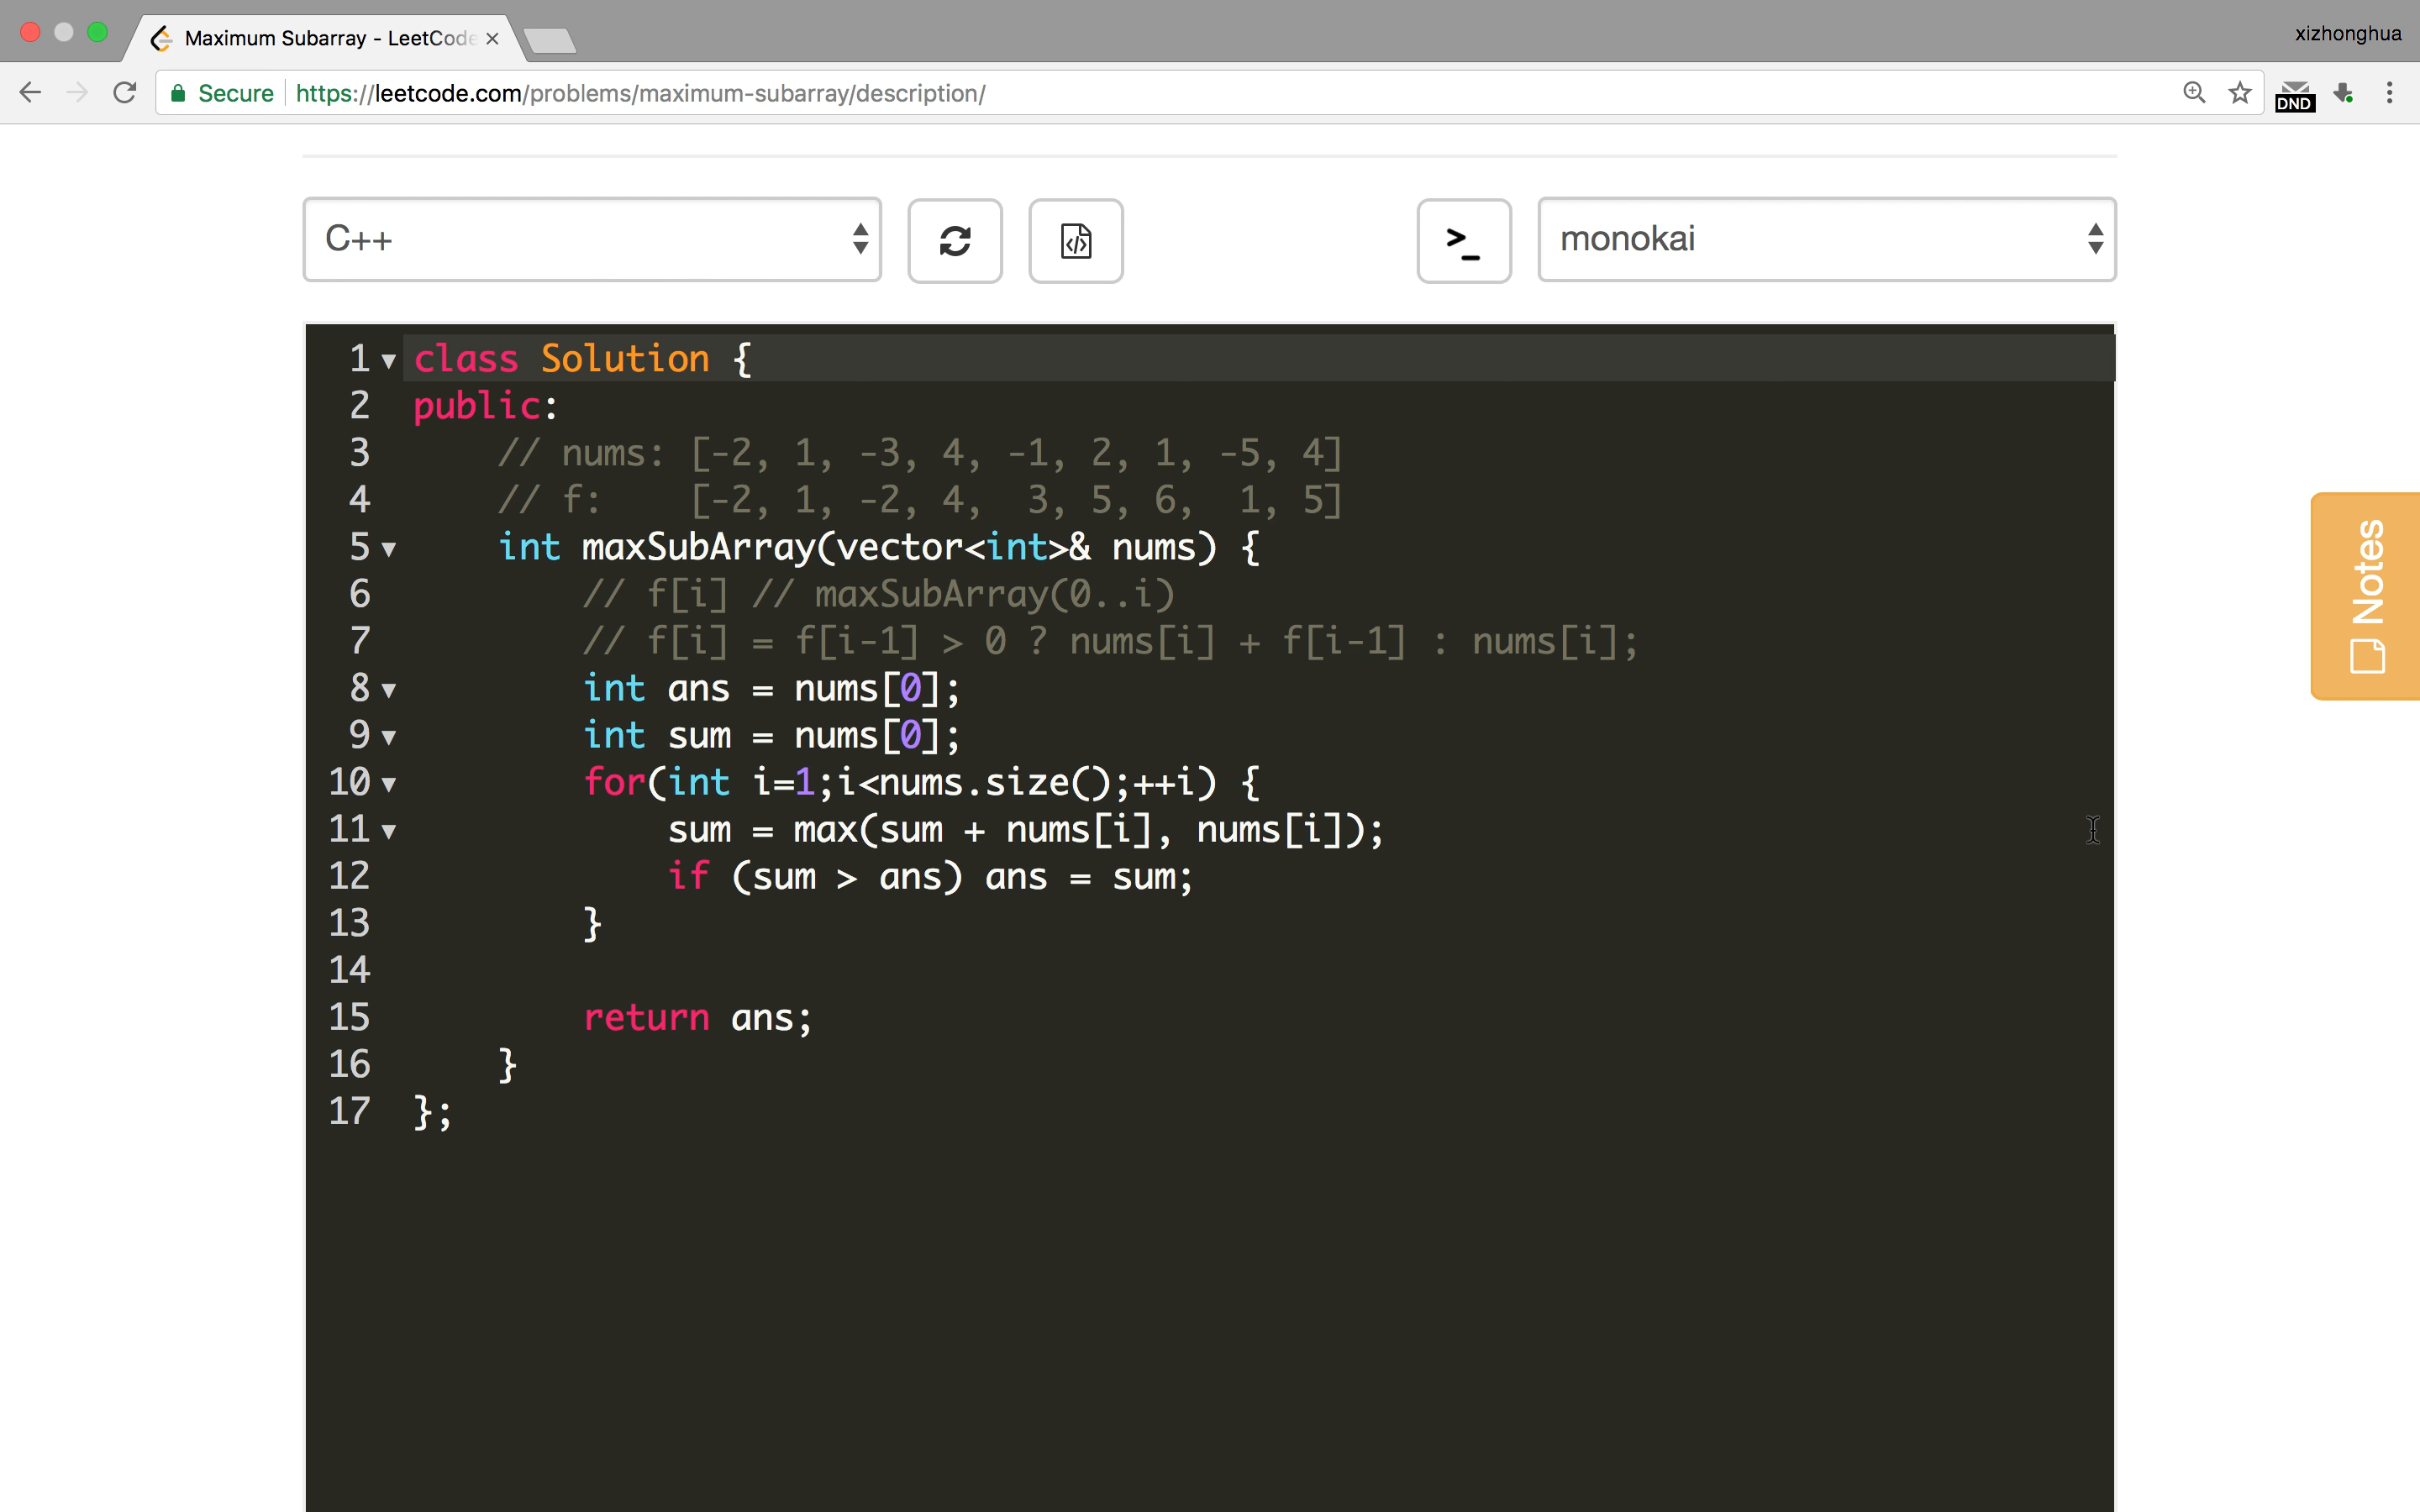 Maximum Subarray - LeetCode
xizhonghua
Secure https://leetcode.com/problems/maximum-subarray/description/
DND
C++
>_
monokai
1 class Solution {
2 public:
3     // nums: [-2, 1, -3, 4, -1, 2, 1, -5, 4]
4     // f:    [-2, 1, -2, 4,  3, 5, 6,  1, 5]
5     int maxSubArray(vector<int>& nums) {
6         // f[i] // maxSubArray(0..i)
7         // f[i] = f[i-1] > 0 ? nums[i] + f[i-1] : nums[i];
8         int ans = nums[0];
9         int sum = nums[0];
10         for(int i=1;i<nums.size();++i) {
11             sum = max(sum + nums[i], nums[i]);
12             if (sum > ans) ans = sum;
13         }
14
15         return ans;
16     }
17 };
Notes